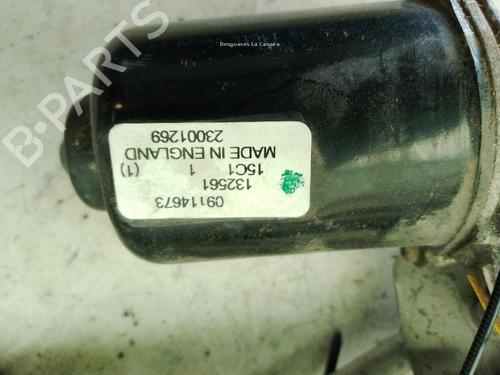 Desguaces La Cabaña
B-PARTS
09114673
132561
15C1 1 (1)
MADE IN ENGLAND
23001269